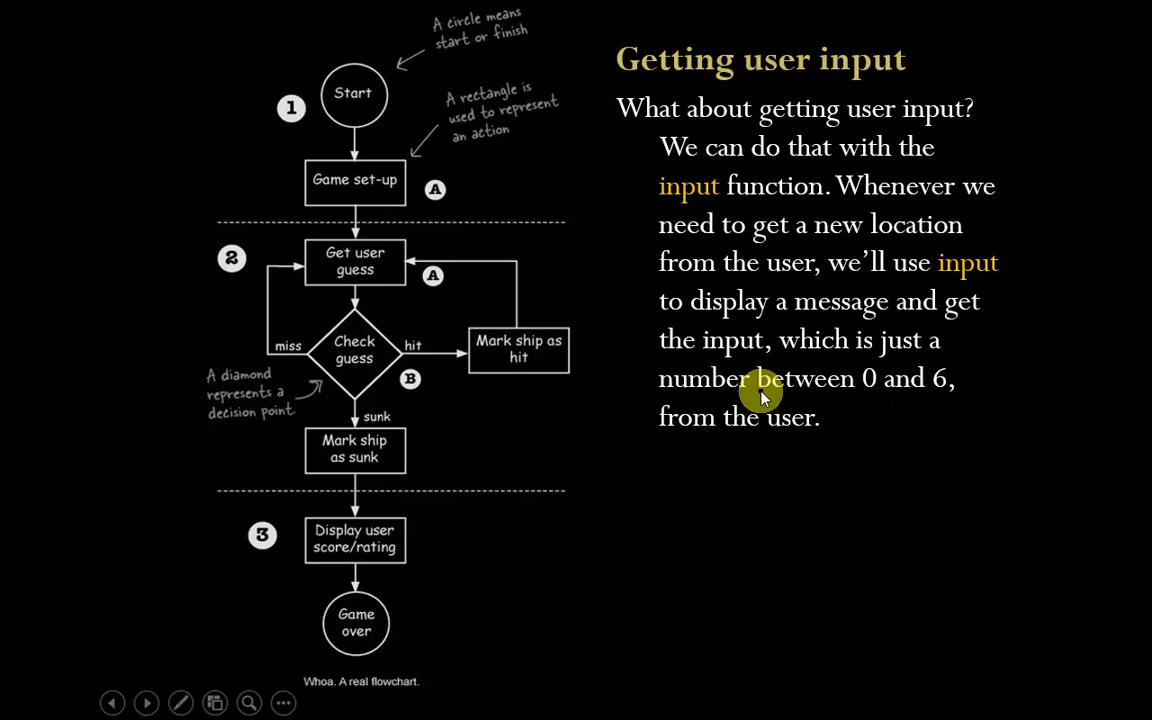 A circle means
start or finish
Start
1
A rectangle is
used to represent
an action
Game set-up
A
2
Get user
guess
A
miss
Check
guess
hit
B
Mark ship as
hit
A diamond
represents a
decision point.
sunk
Mark ship
as sunk
3
Display user
score/rating
Game
over
Whoa. A real flowchart.
Getting user input
What about getting user input?
We can do that with the
input function. Whenever we
need to get a new location
from the user, we’ll use input
to display a message and get
the input, which is just a
number between 0 and 6,
from the user.